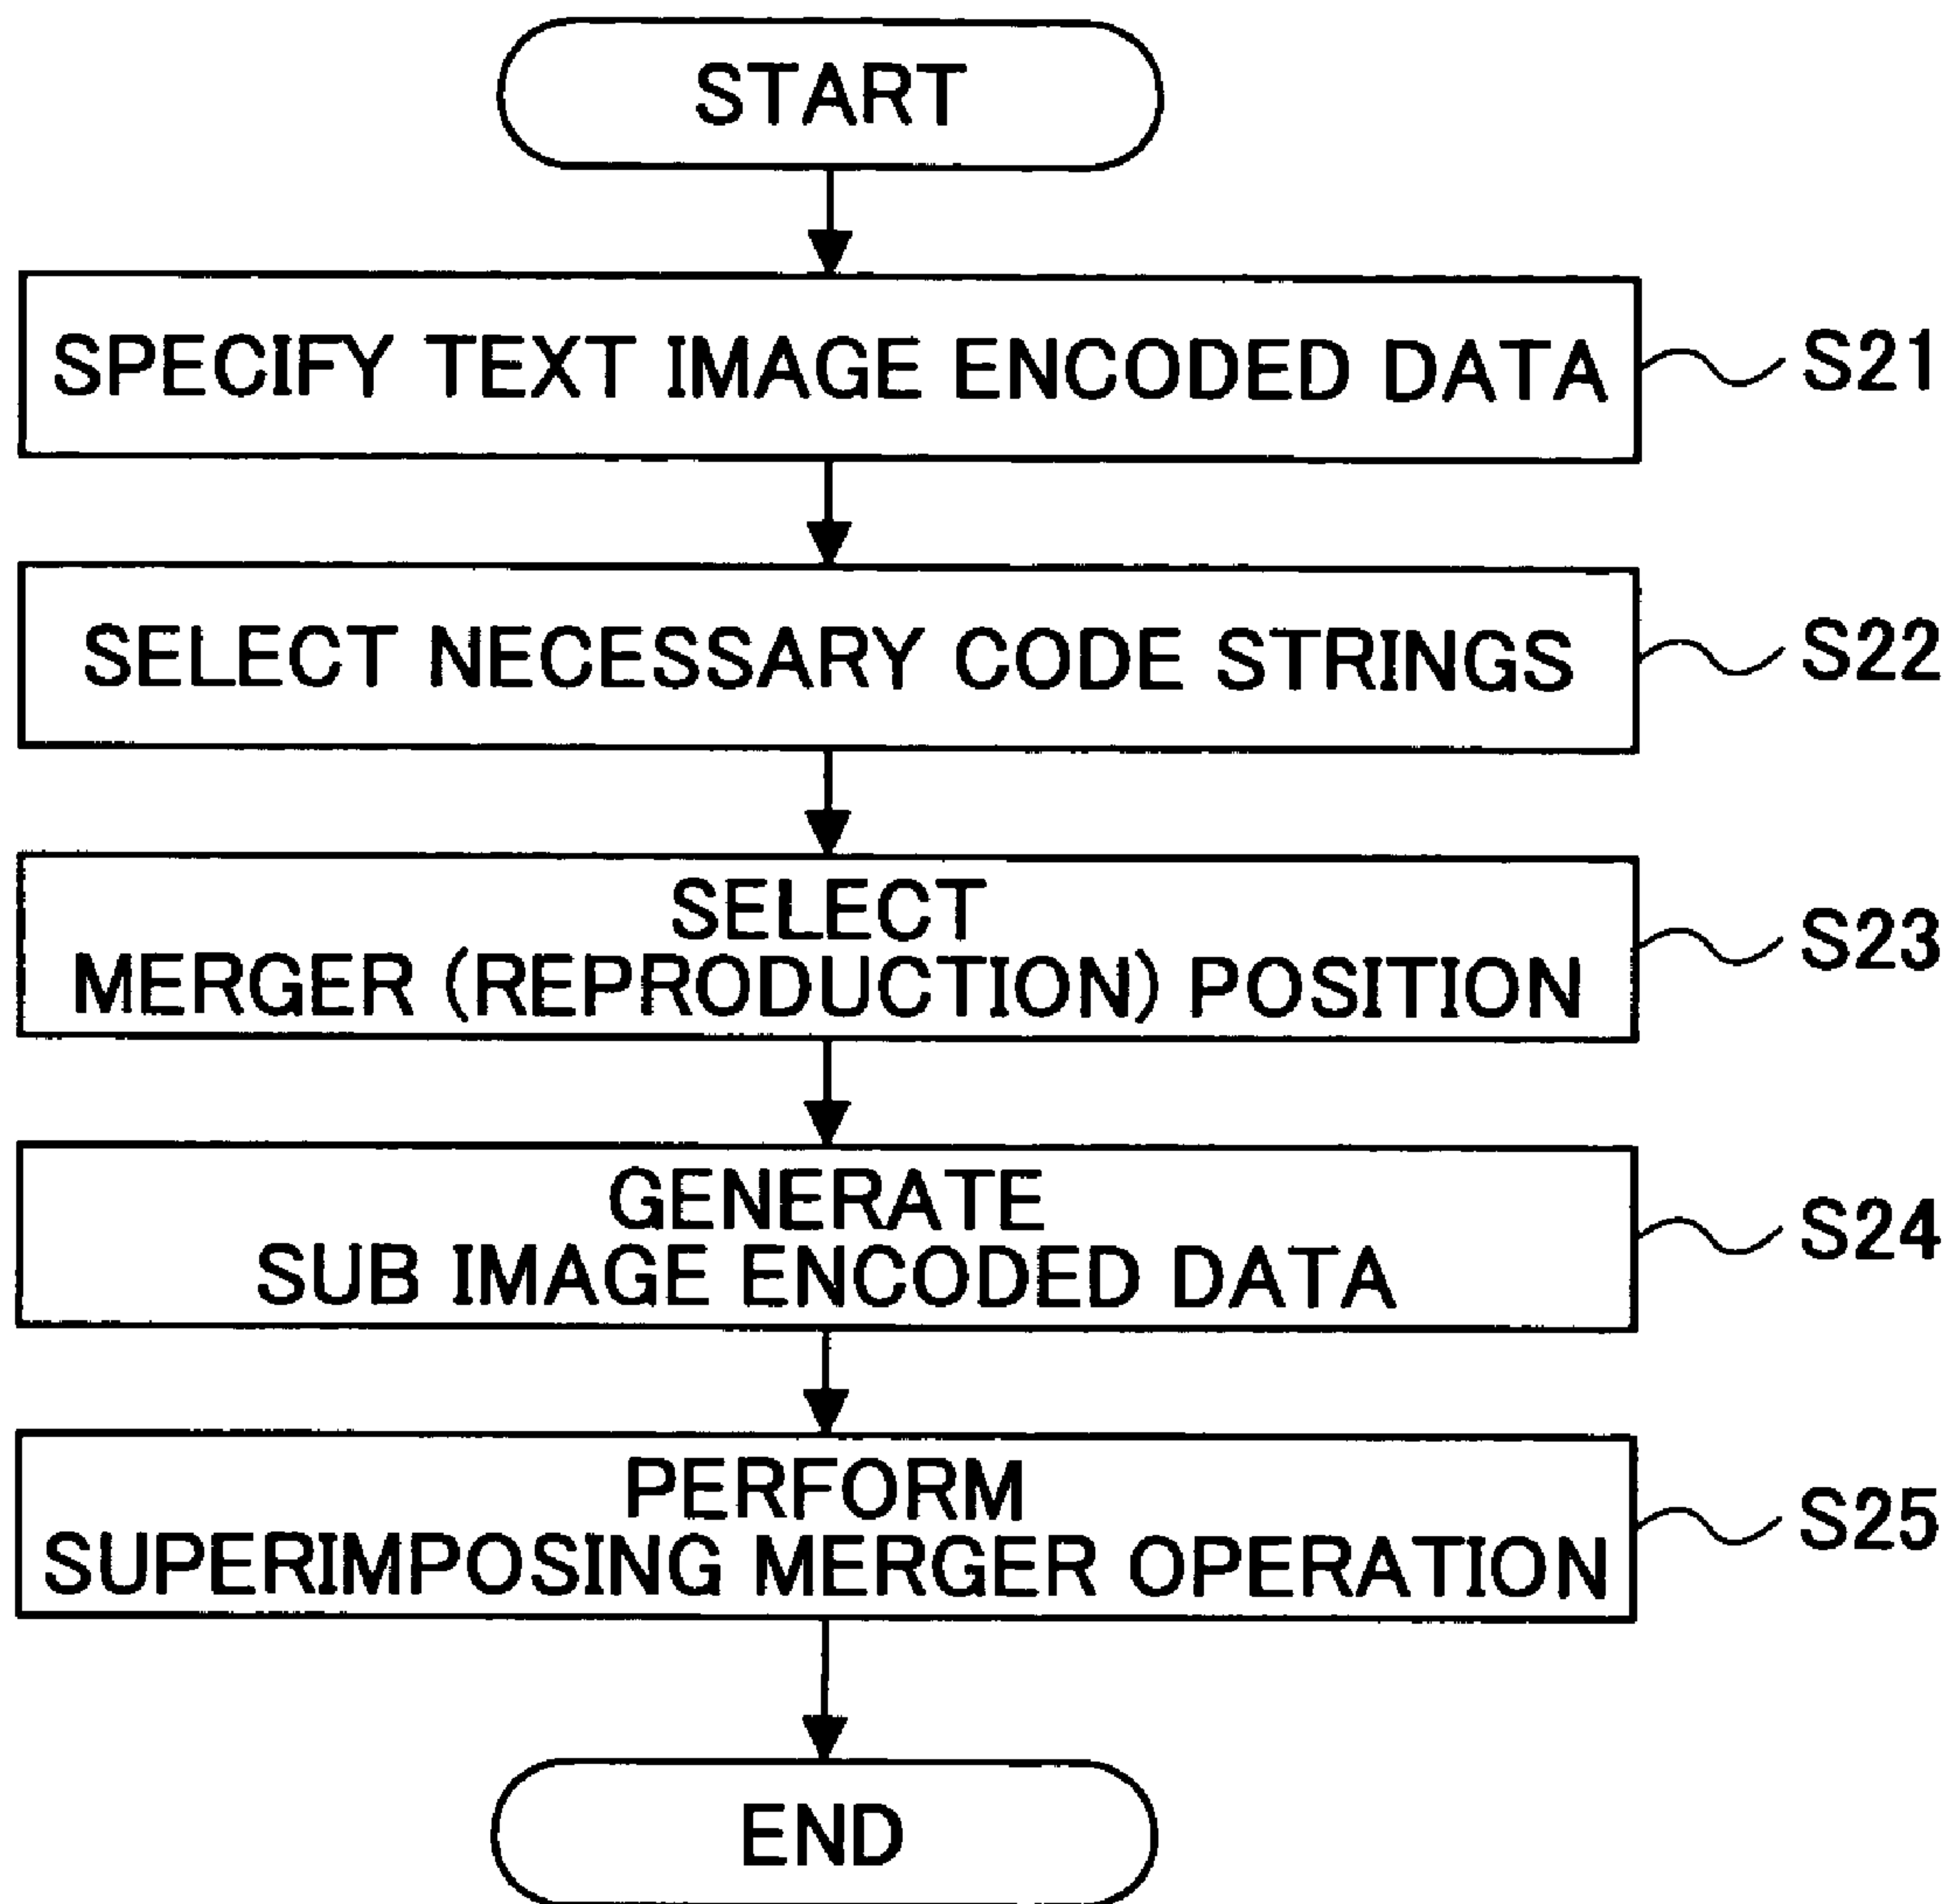 START
SPECIFY TEXT IMAGE ENCODED DATA
S21
SELECT NECESSARY CODE STRINGS
S22
SELECT
MERGER (REPRODUCTION) POSITION
S23
GENERATE
SUB IMAGE ENCODED DATA
S24
PERFORM
SUPERIMPOSING MERGER OPERATION
S25
END